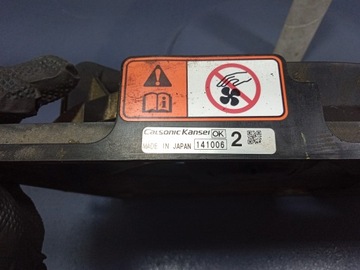 Calsonic Kansei OK 2
MADE IN JAPAN 141006